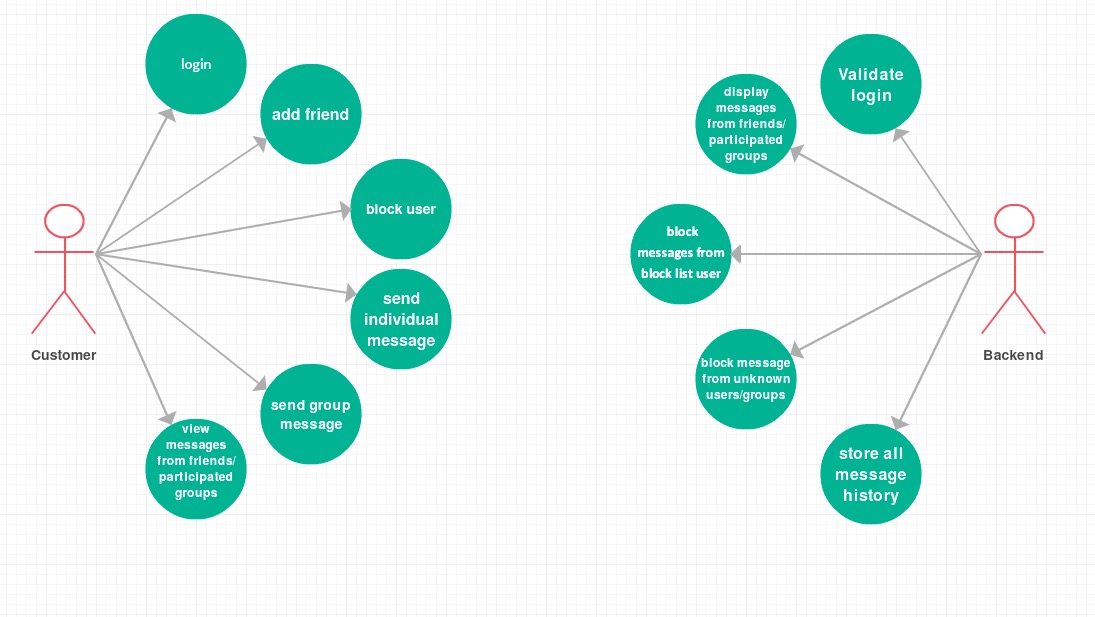 login
add friend
block user
send
individual
message
send group
message
view
messages
from friends/
participated
groups
Customer
Validate
login
display
messages
from friends/
participated
groups
block
messages from
block list user
block message
from unknown
users/groups
store all
message
history
Backend